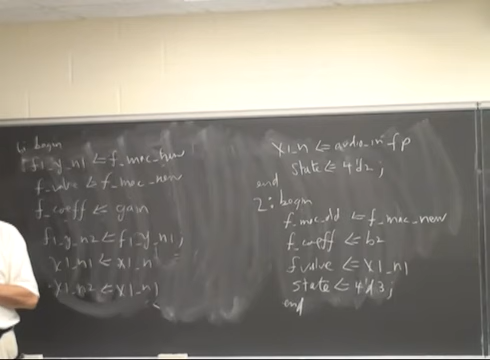 1: begin
f1_y_n1 <= f_mac_new
f_value <= f_mac_new
f_coeff <= gain
f1_y_n2 <= f1_y_n1;
x1_n1 <= x1_n
x1_n2 <= x1_n1
x1_n <= audio_in_fp
state <= 4'd2;
end
2: begin
f_mac_old <= f_mac_new
f_coeff <= b2
f_value <= x1_n1
state <= 4'd3;
end